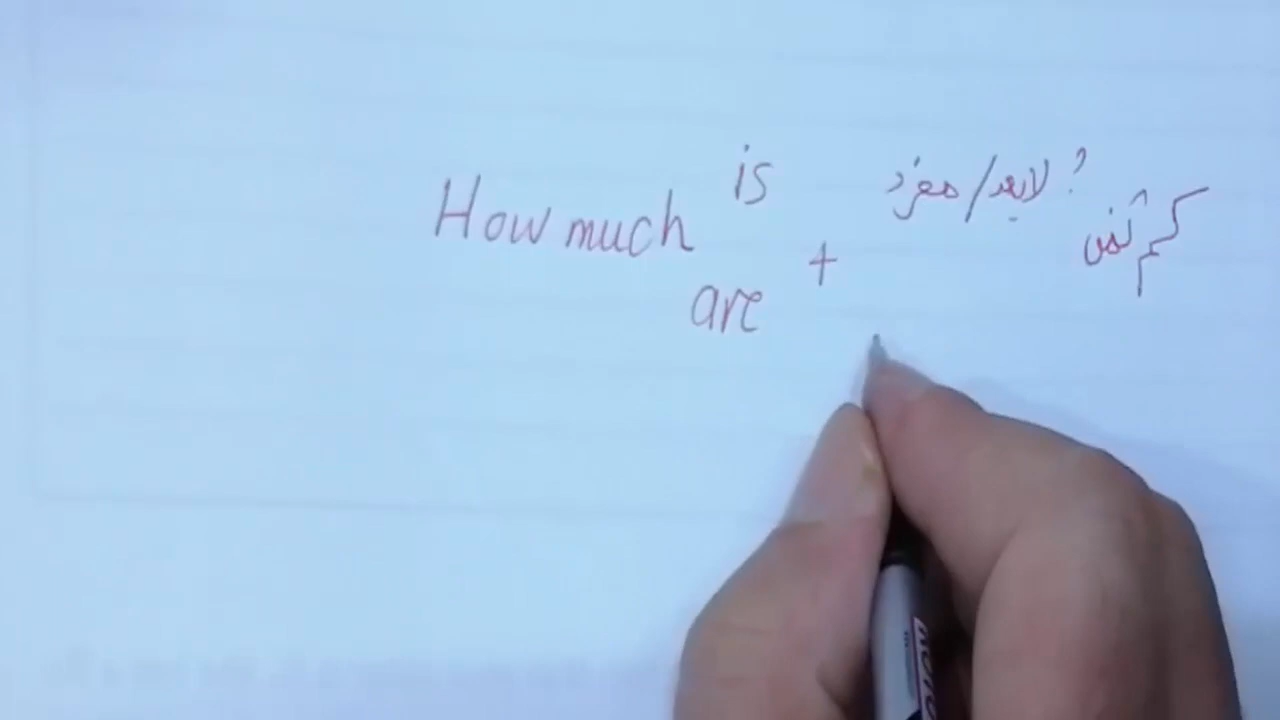 How much
is
are
+
مفرد / لا يعد ?
كم ثمن